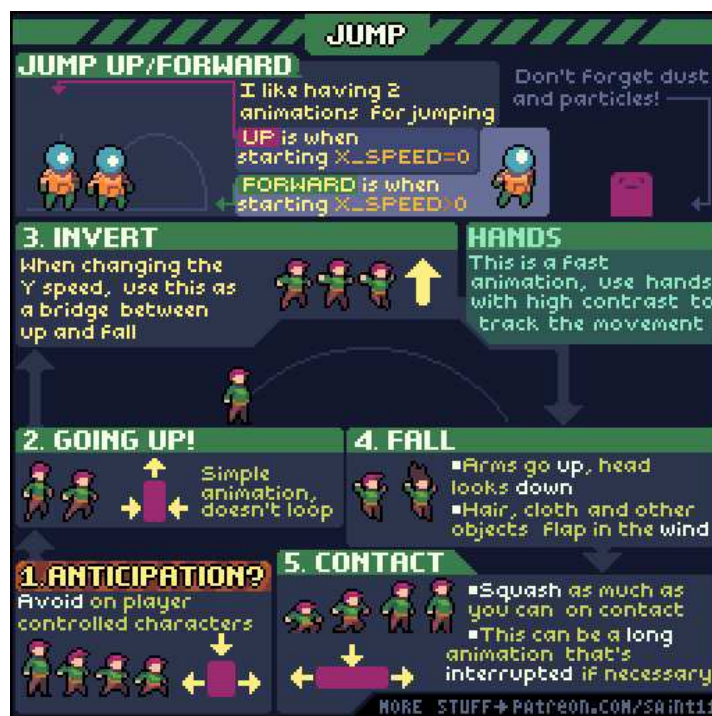 JUMP
JUMP UP/FORWARD
I like having 2
animations for jumping
UP is when
starting X_SPEED=0
FORWARD is when
starting X_SPEED>0
Don't forget dust
and particles!
3. INVERT
When changing the
Y speed, use this as
a bridge between
up and fall
HANDS
This is a fast
animation, use hands
with high contrast to
track the movement
2. GOING UP!
Simple
animation,
doesn't loop
4. FALL
▪Arms go up, head
looks down
▪Hair, cloth and other
objects flap in the wind
1.ANTICIPATION?
Avoid on player
controlled characters
5. CONTACT
▪Squash as much as
you can on contact
▪This can be a long
animation that's
interrupted if necessary
MORE STUFF→PATREON.COM/SAINT11